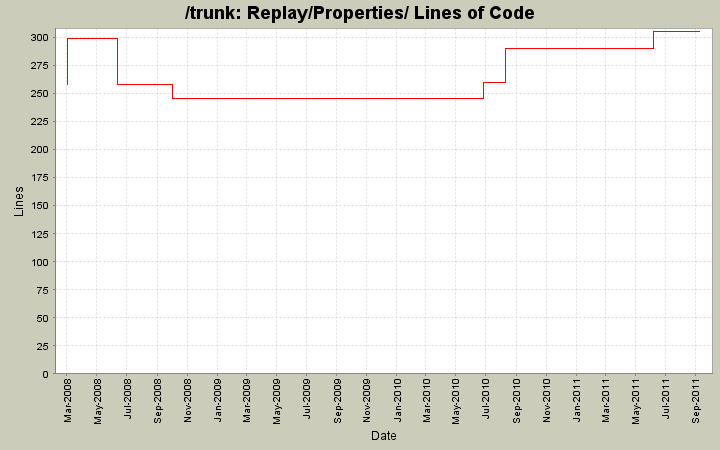 /trunk: Replay/Properties/ Lines of Code
300
275
250
225
200
175
150
125
100
75
50
25
0
Lines
Mar-2008
May-2008
Jul-2008
Sep-2008
Nov-2008
Jan-2009
Mar-2009
May-2009
Jul-2009
Sep-2009
Nov-2009
Jan-2010
Mar-2010
May-2010
Jul-2010
Sep-2010
Nov-2010
Jan-2011
Mar-2011
May-2011
Jul-2011
Sep-2011
Date